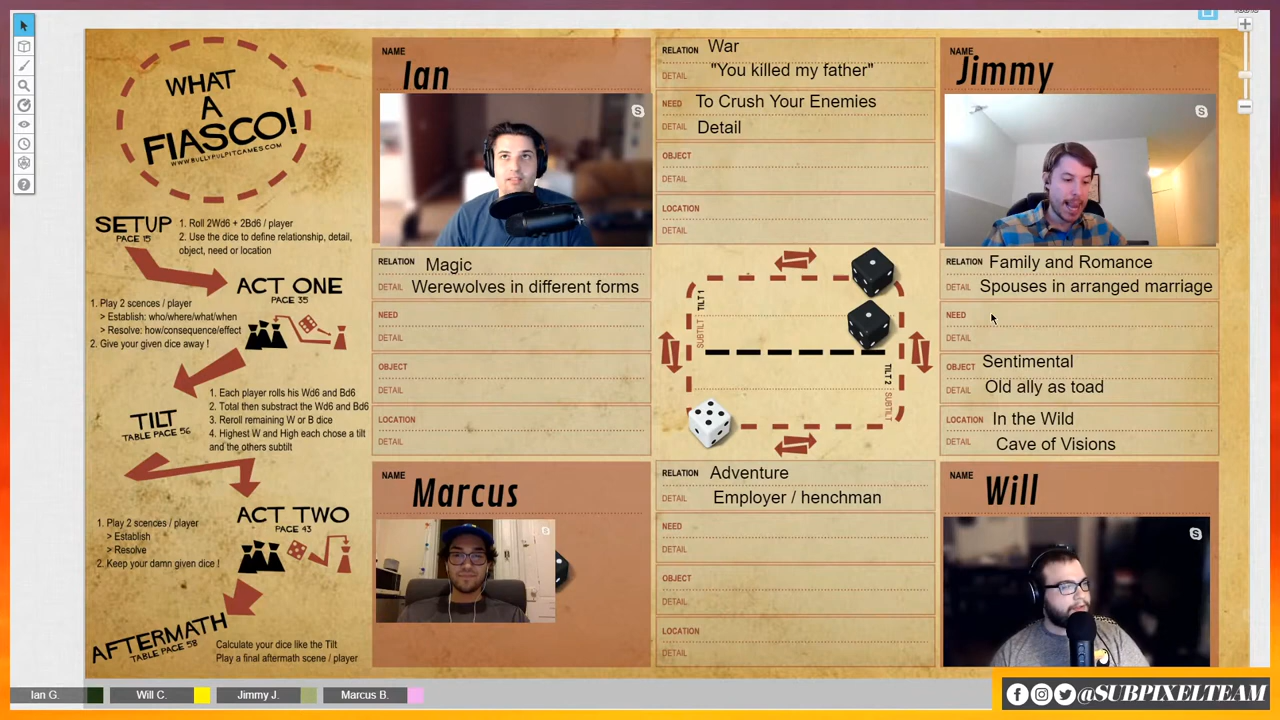 WHAT
A
FIASCO!
WWW.BULLYPULPITGAMES.COM
SETUP
PAGE 15
1. Roll 2Wd6 + 2Bd6 / player
2. Use the dice to define relationship, detail,
object, need or location
ACT ONE
PAGE 35
1. Play 2 scences / player
> Establish: who/where/what/when
> Resolve: how/consequence/effect
2. Give your given dice away !
TILT
TABLE PAGE 56
1. Each player rolls his Wd6 and Bd6
2. Total then substract the Wd6 and Bd6
3. Reroll remaining W or B dice
4. Highest W and High each chose a tilt
and the others subtilt
ACT TWO
PAGE 43
1. Play 2 scences / player
> Establish
> Resolve
2. Keep your damn given dice !
AFTERMATH
TABLE PAGE 58
Calculate your dice like the Tilt
Play a final aftermath scene / player
NAME
Ian
RELATION War
DETAIL "You killed my father"
NEED To Crush Your Enemies
DETAIL Detail
OBJECT
DETAIL
LOCATION
DETAIL
NAME
Jimmy
RELATION Magic
DETAIL Werewolves in different forms
NEED
DETAIL
OBJECT
DETAIL
LOCATION
DETAIL
TILT 1
SUBTILT
TILT 2
SUBTILT
RELATION Family and Romance
DETAIL Spouses in arranged marriage
NEED
DETAIL
OBJECT Sentimental
DETAIL Old ally as toad
LOCATION In the Wild
DETAIL Cave of Visions
NAME
Marcus
RELATION Adventure
DETAIL Employer / henchman
NEED
DETAIL
OBJECT
DETAIL
LOCATION
DETAIL
NAME
Will
Ian G.
Will C.
Jimmy J.
Marcus B.
@SUBPIXELTEAM